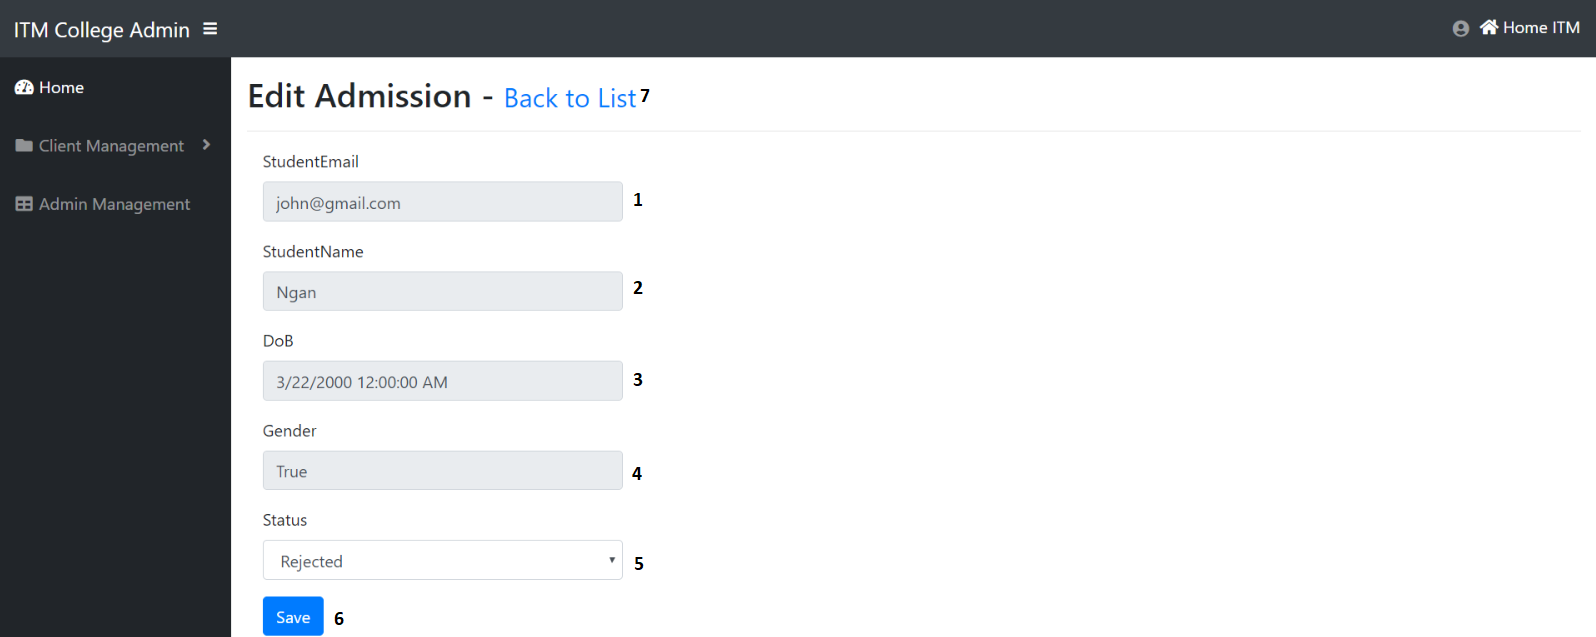 ITM College Admin
Home ITM
Home
Client Management
Admin Management
Edit Admission - Back to List 7
StudentEmail
john@gmail.com 1
StudentName
Ngan 2
DoB
3/22/2000 12:00:00 AM 3
Gender
True 4
Status
Rejected 5
Save 6